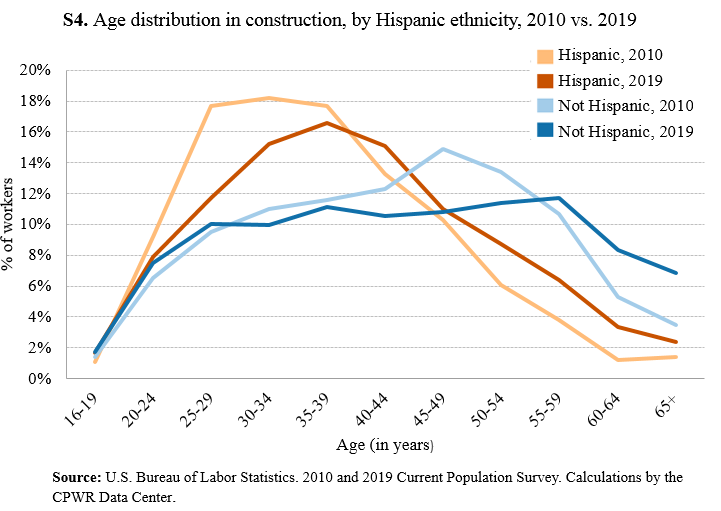 S4. Age distribution in construction, by Hispanic ethnicity, 2010 vs. 2019
Hispanic, 2010
Hispanic, 2019
Not Hispanic, 2010
Not Hispanic, 2019
20%
18%
16%
14%
12%
10%
8%
6%
4%
2%
0%
% of workers
16-19
20-24
25-29
30-34
35-39
40-44
45-49
50-54
55-59
60-64
65+
Age (in years)
Source: U.S. Bureau of Labor Statistics. 2010 and 2019 Current Population Survey. Calculations by the
CPWR Data Center.